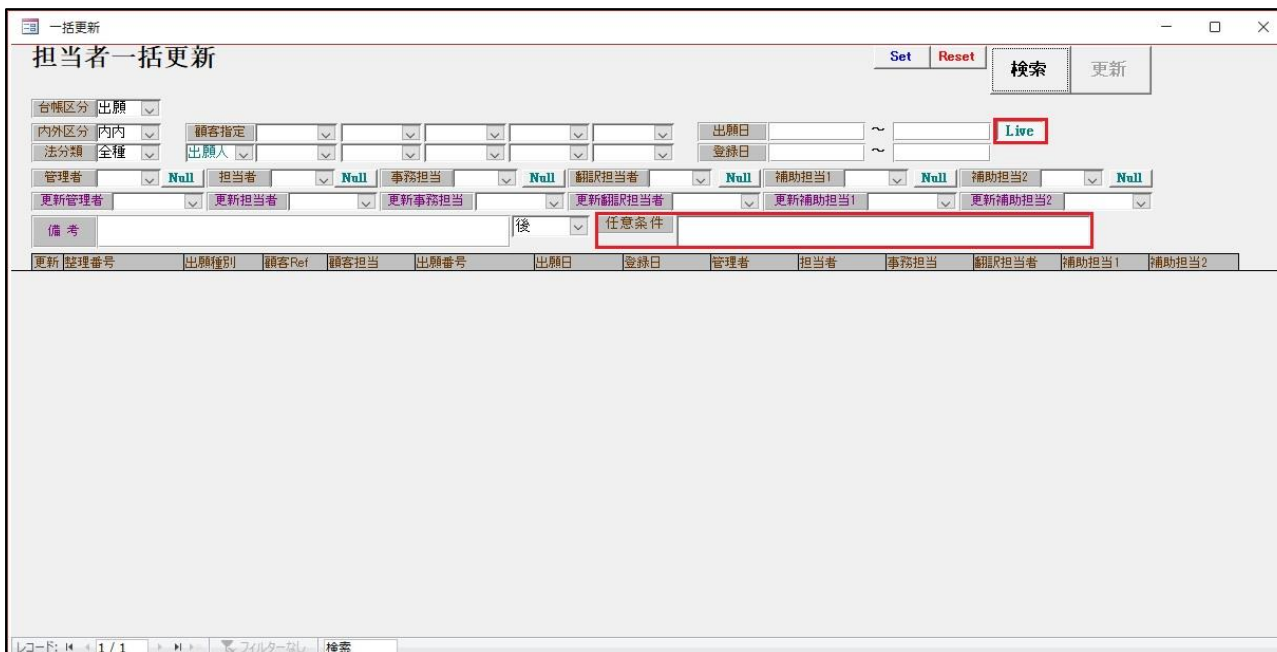 一括更新
担当者一括更新 Set Reset 検索 更新
台帳区分 出願
内外区分 内内 顧客指定 出願日 ～ Live
法分類 全種 出願人 登録日 ～
管理者 Null 担当者 Null 事務担当 Null 翻訳担当者 Null 補助担当1 Null 補助担当2 Null
更新管理者 更新担当者 更新事務担当 更新翻訳担当者 更新補助担当1 更新補助担当2
備考 後 任意条件
更新 整理番号 出願種別 顧客Ref 顧客担当 出願番号 出願日 登録日 管理者 担当者 事務担当 翻訳担当者 補助担当1 補助担当2
レコード: 1 / 1 フィルターなし 検索